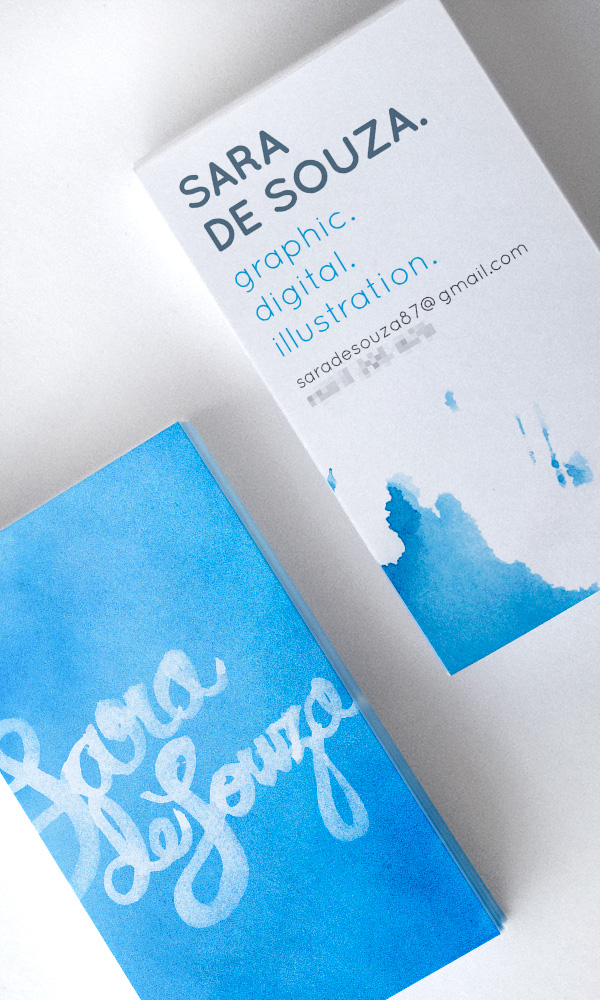 SARA
DE SOUZA.
graphic.
digital.
illustration.
saradesouza87@gmail.com
Sara
de Souza